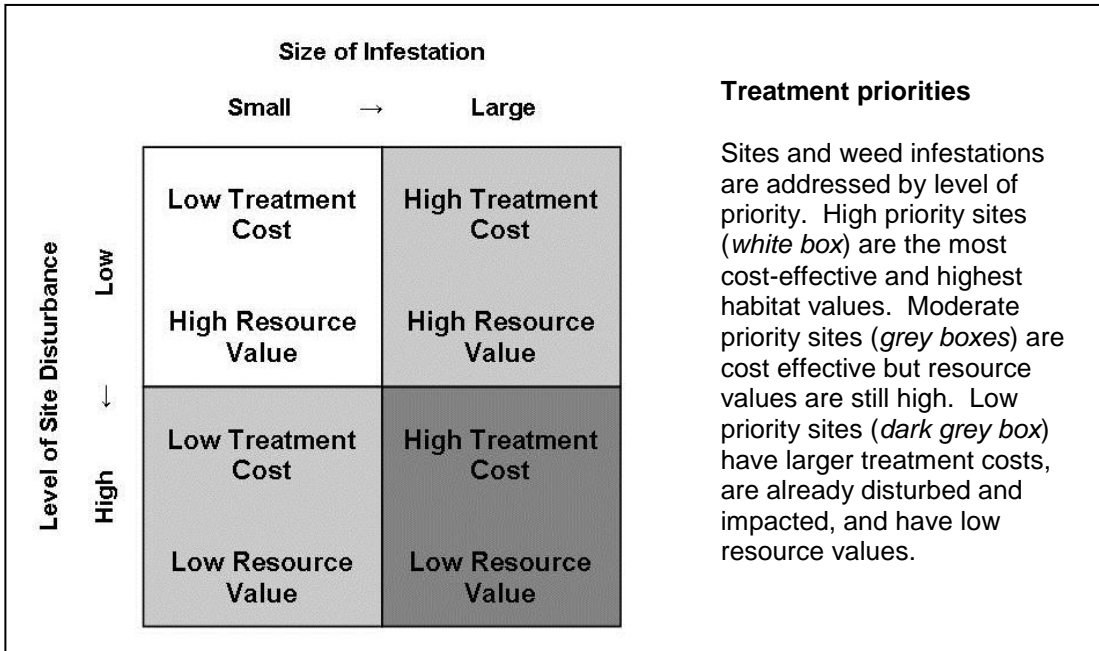 Size of Infestation
Small → Large
Level of Site Disturbance
Low → High
Low Treatment
Cost
High Resource
Value
High Treatment
Cost
High Resource
Value
Low Treatment
Cost
Low Resource
Value
High Treatment
Cost
Low Resource
Value
Treatment priorities
Sites and weed infestations
are addressed by level of
priority. High priority sites
(white box) are the most
cost-effective and highest
habitat values. Moderate
priority sites (grey boxes) are
cost effective but resource
values are still high. Low
priority sites (dark grey box)
have larger treatment costs,
are already disturbed and
impacted, and have low
resource values.